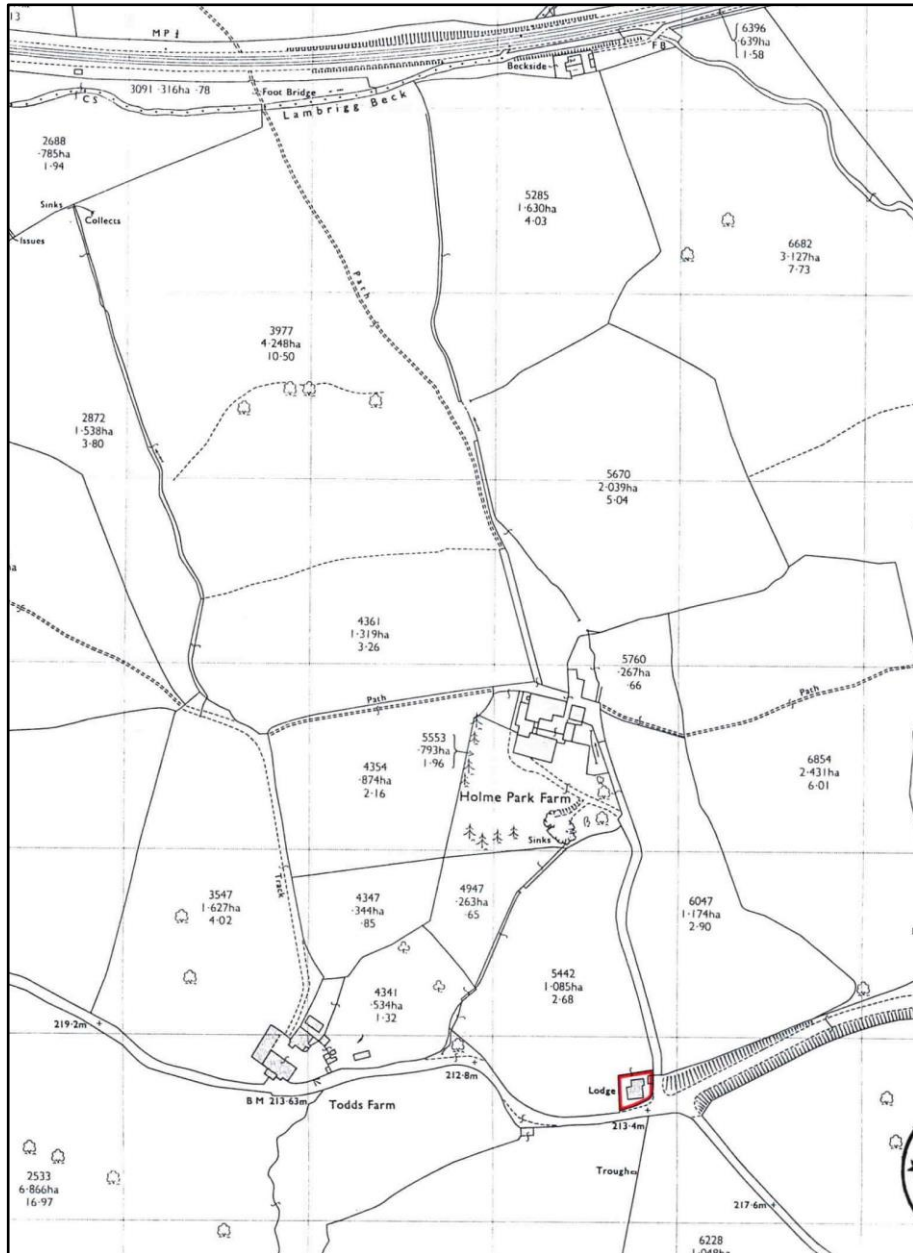 13
MP
6396
·639ha
1·58
FB
Beckside
3091 ·316ha ·78
Foot Bridge
CS
Lambrigg Beck
2688
·785ha
1·94
Sinks
Collects
Issues
5285
1·630ha
4·03
6682
3·127ha
7·73
Path
3977
4·248ha
10·50
2872
1·538ha
3·80
5670
2·039ha
5·04
4361
1·319ha
3·26
5760
·267ha
·66
Path
Path
5553
·793ha
1·96
4354
·874ha
2·16
6854
2·431ha
6·01
Holme Park Farm
Sinks
3547
1·627ha
4·02
Track
4347
·344ha
·85
4947
·263ha
·65
6047
1·174ha
2·90
5442
1·085ha
2·68
4341
·534ha
1·32
219·2m
212·8m
Lodge
BM 213·63m
Todds Farm
213·4m
Trough
2533
6·866ha
16·97
217·6m
6228
1·048ha